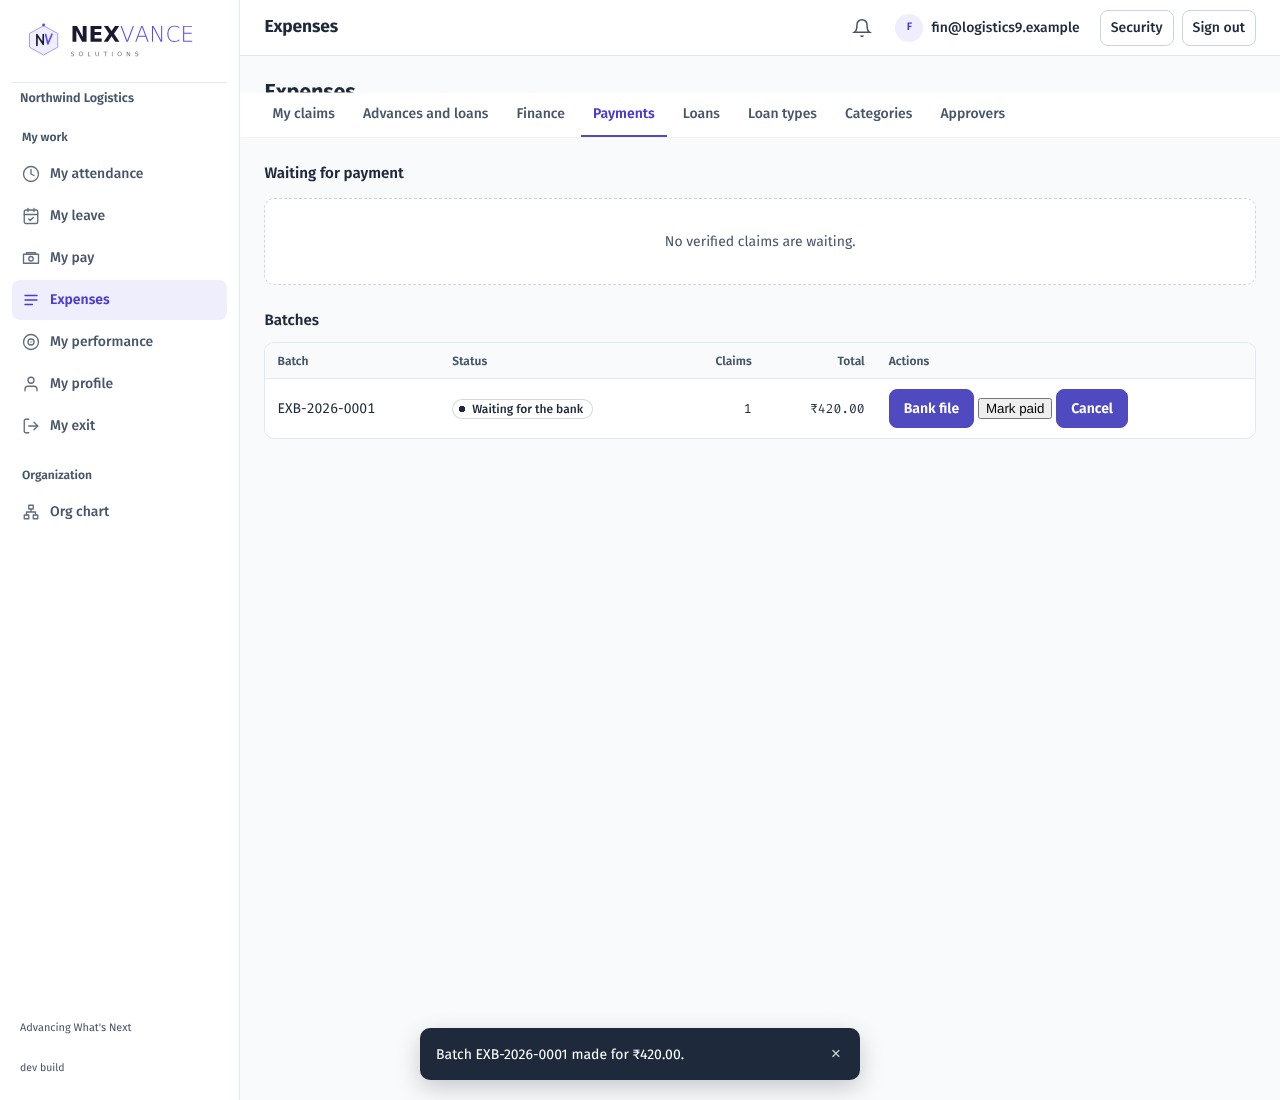 NEXVANCE
SOLUTIONS
Northwind Logistics
My work
My attendance
My leave
My pay
Expenses
My performance
My profile
My exit
Organization
Org chart
Advancing What's Next
dev build
Expenses
F fin@logistics9.example Security Sign out
Expenses
My claims Advances and loans Finance Payments Loans Loan types Categories Approvers
Waiting for payment
No verified claims are waiting.
Batches
Batch Status Claims Total Actions
EXB-2026-0001 Waiting for the bank 1 ₹420.00 Bank file Mark paid Cancel
Batch EXB-2026-0001 made for ₹420.00. ×